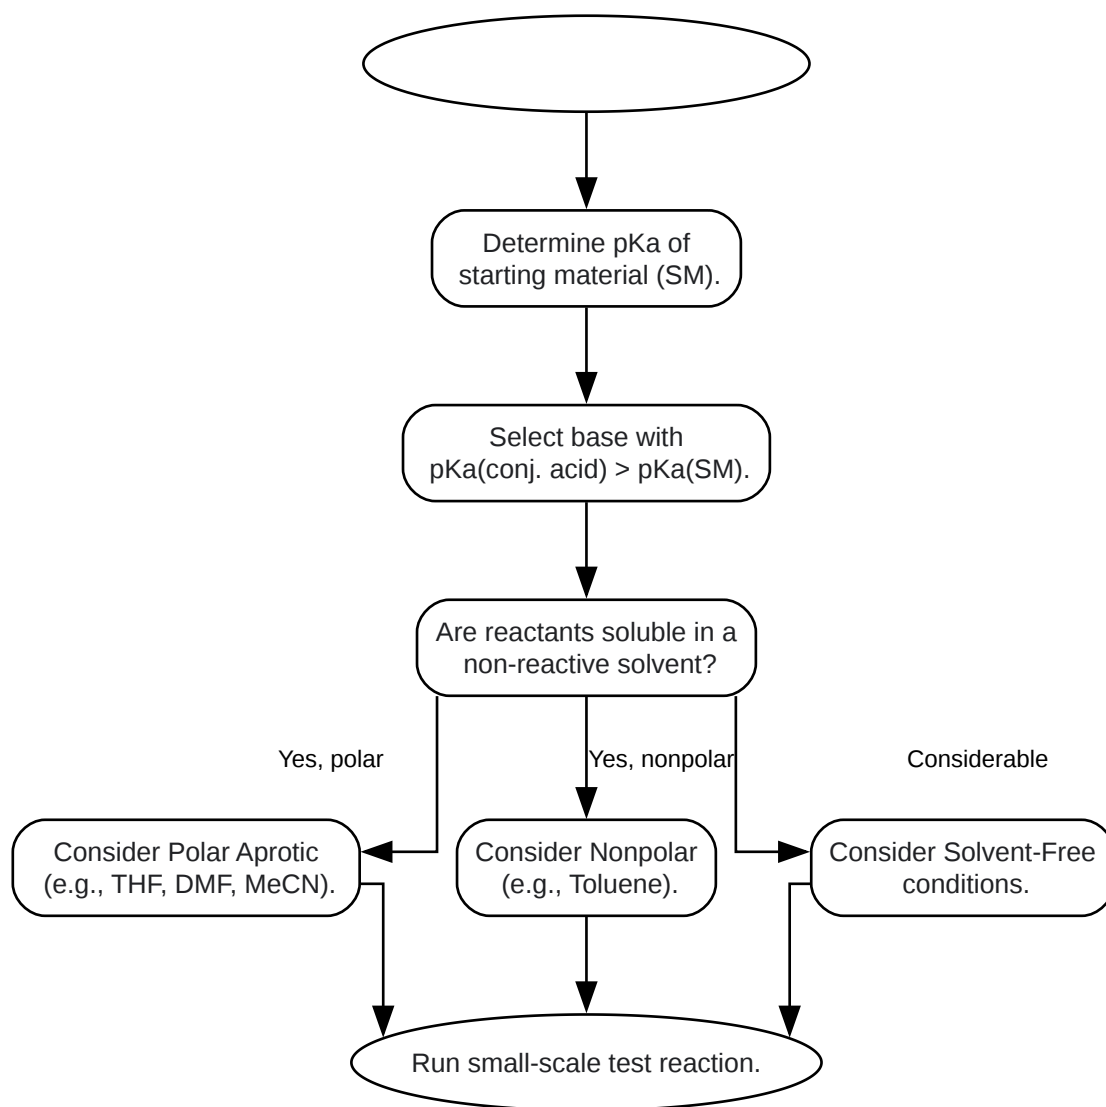 Determine pKa of
starting material (SM).
Select base with
pKa(conj. acid) > pKa(SM).
Are reactants soluble in a
non-reactive solvent?
Yes, polar
Yes, nonpolar
Considerable
Consider Polar Aprotic
(e.g., THF, DMF, MeCN).
Consider Nonpolar
(e.g., Toluene).
Consider Solvent-Free
conditions.
Run small-scale test reaction.